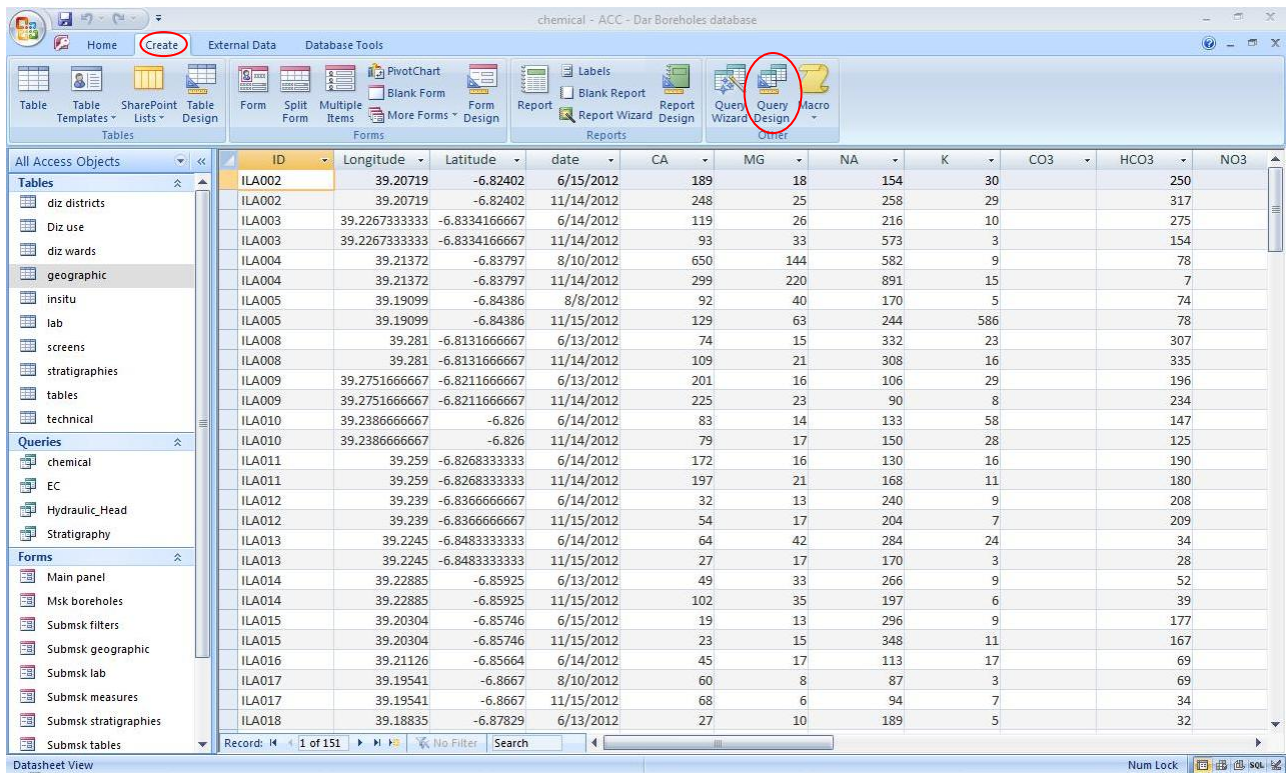 chemical - ACC - Dar Boreholes database
Home Create External Data Database Tools
Table
Table Templates
SharePoint Lists
Table Design
Tables
Form
Split Form
Multiple Items
PivotChart
Blank Form
More Forms
Form Design
Forms
Report
Labels
Blank Report
Report Wizard
Report Design
Reports
Query Wizard
Query Design
Macro
Other
All Access Objects
Tables
diz districts
Diz use
diz wards
geographic
insitu
lab
screens
stratigraphies
tables
technical
Queries
chemical
EC
Hydraulic_Head
Stratigraphy
Forms
Main panel
Msk boreholes
Submsk filters
Submsk geographic
Submsk lab
Submsk measures
Submsk stratigraphies
Submsk tables
ID Longitude Latitude date CA MG NA K CO3 HCO3 NO3
ILA002 39.20719 -6.82402 6/15/2012 189 18 154 30 250
ILA002 39.20719 -6.82402 11/14/2012 248 25 258 29 317
ILA003 39.2267333333 -6.8334166667 6/14/2012 119 26 216 10 275
ILA003 39.2267333333 -6.8334166667 11/14/2012 93 33 573 3 154
ILA004 39.21372 -6.83797 8/10/2012 650 144 582 9 78
ILA004 39.21372 -6.83797 11/14/2012 299 220 891 15 7
ILA005 39.19099 -6.84386 8/8/2012 92 40 170 5 74
ILA005 39.19099 -6.84386 11/15/2012 129 63 244 586 78
ILA008 39.281 -6.8131666667 6/13/2012 74 15 332 23 307
ILA008 39.281 -6.8131666667 11/14/2012 109 21 308 16 335
ILA009 39.2751666667 -6.8211666667 6/13/2012 201 16 106 29 196
ILA009 39.2751666667 -6.8211666667 11/14/2012 225 23 90 8 234
ILA010 39.2386666667 -6.826 6/14/2012 83 14 133 58 147
ILA010 39.2386666667 -6.826 11/14/2012 79 17 150 28 125
ILA011 39.259 -6.8268333333 6/14/2012 172 16 130 16 190
ILA011 39.259 -6.8268333333 11/14/2012 197 21 168 11 180
ILA012 39.239 -6.8366666667 6/14/2012 32 13 240 9 208
ILA012 39.239 -6.8366666667 11/15/2012 54 17 204 7 209
ILA013 39.2245 -6.8483333333 6/14/2012 64 42 284 24 34
ILA013 39.2245 -6.8483333333 11/15/2012 27 17 170 3 28
ILA014 39.22885 -6.85925 6/13/2012 49 33 266 9 52
ILA014 39.22885 -6.85925 11/15/2012 102 35 197 6 39
ILA015 39.20304 -6.85746 6/15/2012 19 13 296 9 177
ILA015 39.20304 -6.85746 11/15/2012 23 15 348 11 167
ILA016 39.21126 -6.85664 6/14/2012 45 17 113 17 69
ILA017 39.19541 -6.8667 8/10/2012 60 8 87 3 69
ILA017 39.19541 -6.8667 11/15/2012 68 6 94 7 34
ILA018 39.18835 -6.87829 6/13/2012 27 10 189 5 32
Record: 1 of 151 No Filter Search
Datasheet View Num Lock SQL